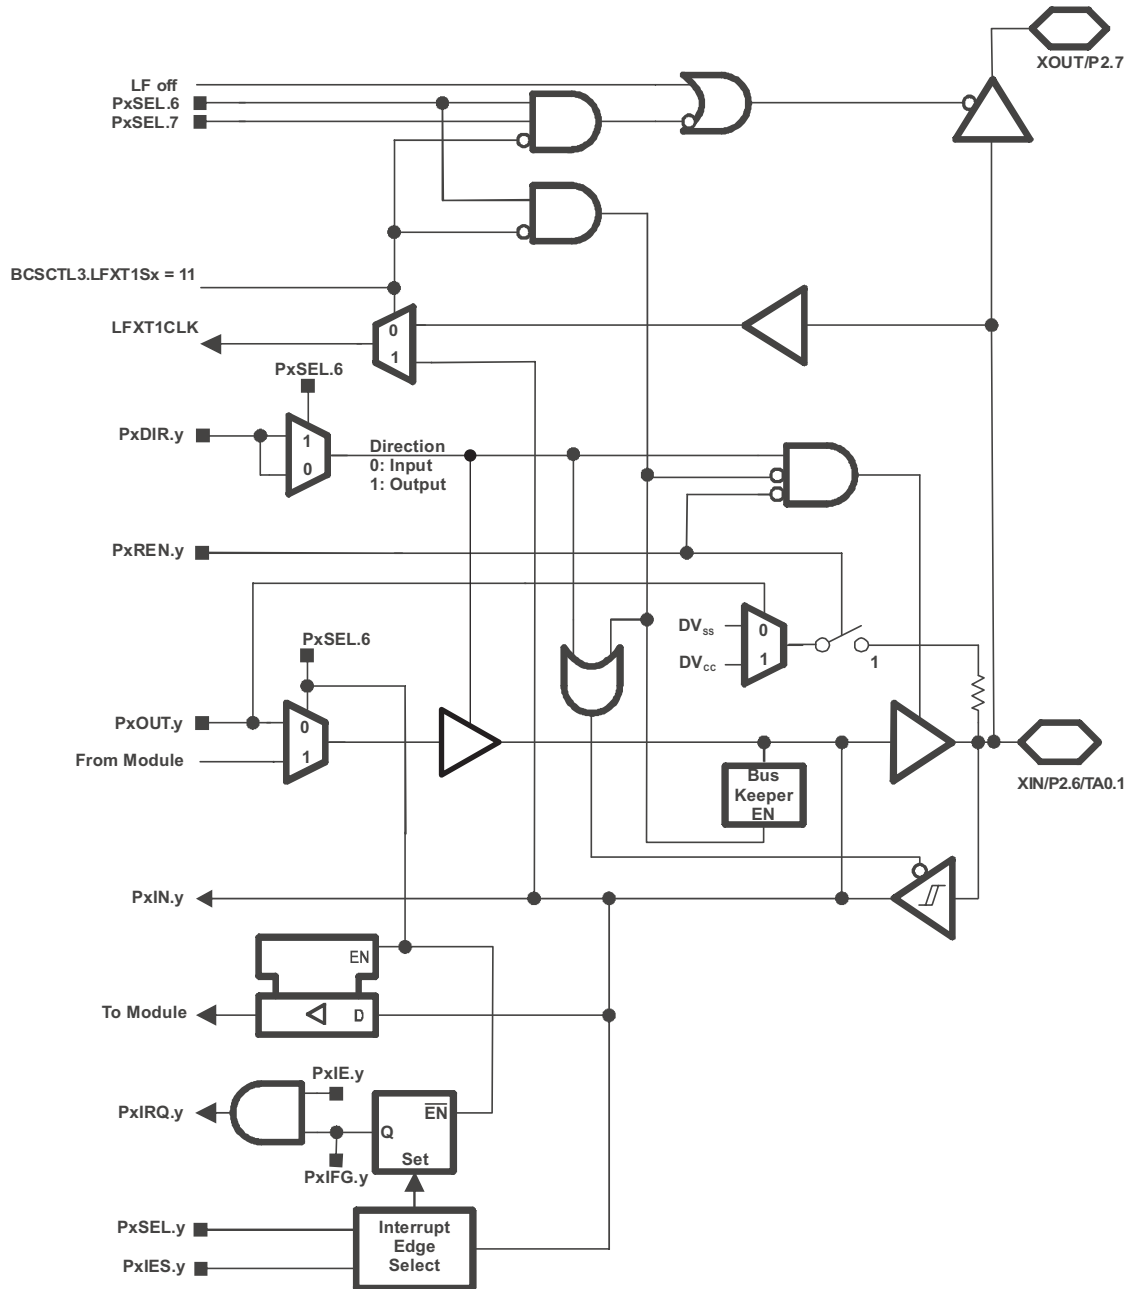 XOUT/P2.7
LF off
PxSEL.6
PxSEL.7
BCSCTL3.LFXT1Sx = 11
LFXT1CLK
0
1
PxSEL.6
PxDIR.y
1
0
Direction
0: Input
1: Output
PxREN.y
DVss
0
DVcc
1
1
PxSEL.6
PxOUT.y
0
From Module
1
Bus
Keeper
EN
XIN/P2.6/TA0.1
PxIN.y
EN
To Module
D
PxIE.y
PxIRQ.y
EN
Q
Set
PxIFG.y
PxSEL.y
Interrupt
Edge
Select
PxIES.y